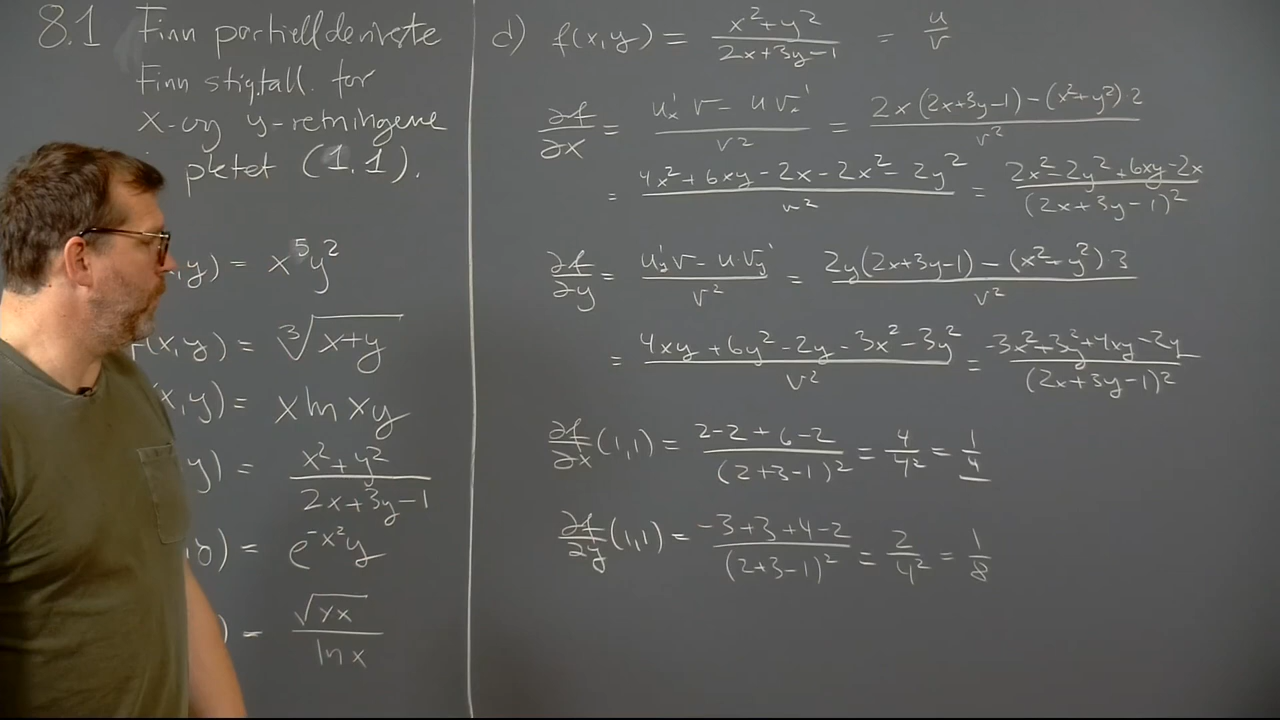 8.1 Finn partiellderiverte
Finn stigtall for
x-og y-retningene
pktet (1,1).
,y) = x⁵y²
f(x,y) = ∛(x+y)
(x,y) = x ln xy
y) = (x²+y²)/(2x+3y-1)
) = e^(-x²y)
) = √(yx)/(ln x)
d) f(x,y) = (x²+y²)/(2x+3y-1) = u/v
∂f/∂x = (u'ₓv - uvₓ')/v² = (2x(2x+3y-1) - (x²+y²)·2)/v²
= (4x²+6xy-2x-2x²-2y²)/v² = (2x²-2y²+6xy-2x)/(2x+3y-1)²
∂f/∂y = (u'_y v - u·v_y')/v² = (2y(2x+3y-1) - (x²+y²)·3)/v²
= (4xy+6y²-2y-3x²-3y²)/v² = (-3x²+3y²+4xy-2y)/(2x+3y-1)²
∂f/∂x (1,1) = (2-2+6-2)/(2+3-1)² = 4/4² = 1/4
∂f/∂y (1,1) = (-3+3+4-2)/(2+3-1)² = 2/4² = 1/8